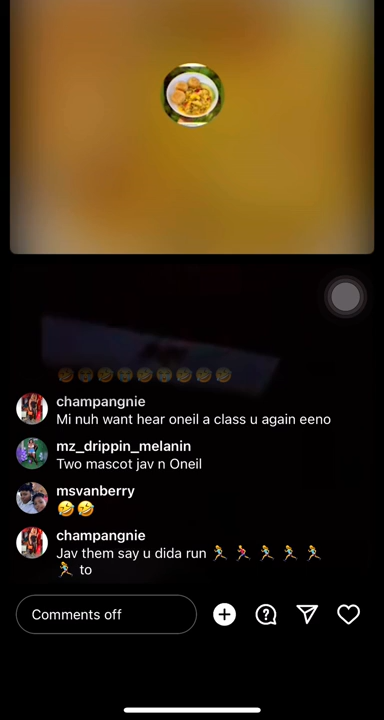 🤣😂🤣😂🤣😂🤣🤣🤣
champangnie
Mi nuh want hear oneil a class u again eeno
mz_drippin_melanin
Two mascot jav n Oneil
msvanberry
🤣🤣
champangnie
Jav them say u dida run 🏃‍♂️🏃‍♀️🏃‍♂️🏃‍♂️🏃‍♂️
🏃‍♂️ to
Comments off